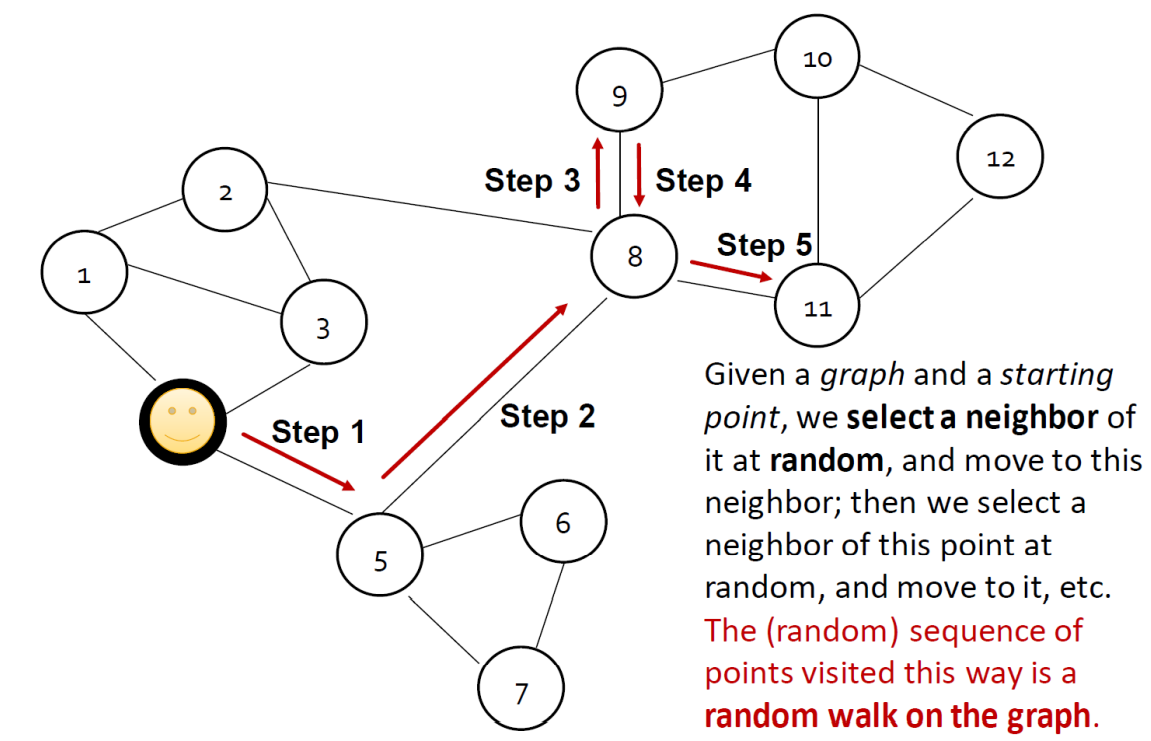 10
9
12
Step 3
Step 4
2
Step 5
8
1
11
3
Given a graph and a starting
point, we select a neighbor of
it at random, and move to this
neighbor; then we select a
neighbor of this point at
random, and move to it, etc.
The (random) sequence of
points visited this way is a
random walk on the graph.
Step 1
Step 2
6
5
7